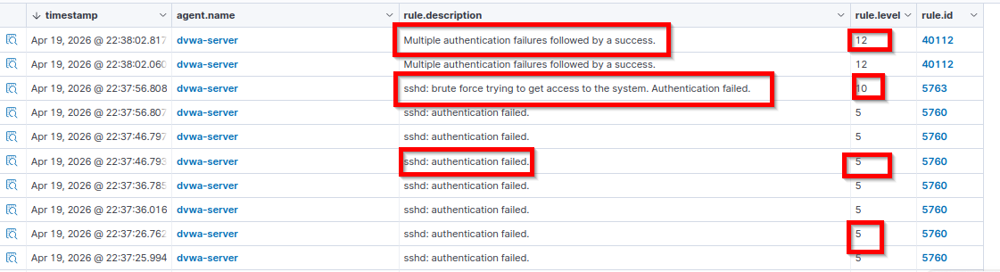 timestamp agent.name rule.description rule.level rule.id
Apr 19, 2026 @ 22:38:02.817 dvwa-server Multiple authentication failures followed by a success. 12 40112
Apr 19, 2026 @ 22:38:02.060 dvwa-server Multiple authentication failures followed by a success. 12 40112
Apr 19, 2026 @ 22:37:56.808 dvwa-server sshd: brute force trying to get access to the system. Authentication failed. 10 5763
Apr 19, 2026 @ 22:37:56.807 dvwa-server sshd: authentication failed. 5 5760
Apr 19, 2026 @ 22:37:46.797 dvwa-server sshd: authentication failed. 5 5760
Apr 19, 2026 @ 22:37:46.793 dvwa-server sshd: authentication failed. 5 5760
Apr 19, 2026 @ 22:37:36.785 dvwa-server sshd: authentication failed. 5 5760
Apr 19, 2026 @ 22:37:36.016 dvwa-server sshd: authentication failed. 5 5760
Apr 19, 2026 @ 22:37:26.762 dvwa-server sshd: authentication failed. 5 5760
Apr 19, 2026 @ 22:37:25.994 dvwa-server sshd: authentication failed. 5 5760